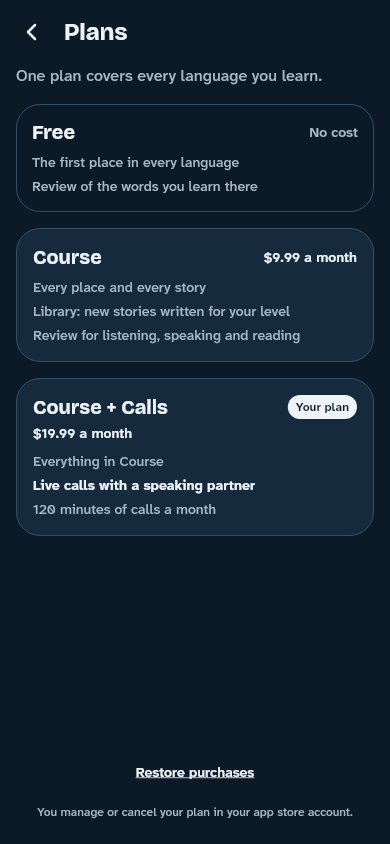 Plans
One plan covers every language you learn.
Free
No cost
The first place in every language
Review of the words you learn there
Course
$9.99 a month
Every place and every story
Library: new stories written for your level
Review for listening, speaking and reading
Course + Calls
Your plan
$19.99 a month
Everything in Course
Live calls with a speaking partner
120 minutes of calls a month
Restore purchases
You manage or cancel your plan in your app store account.